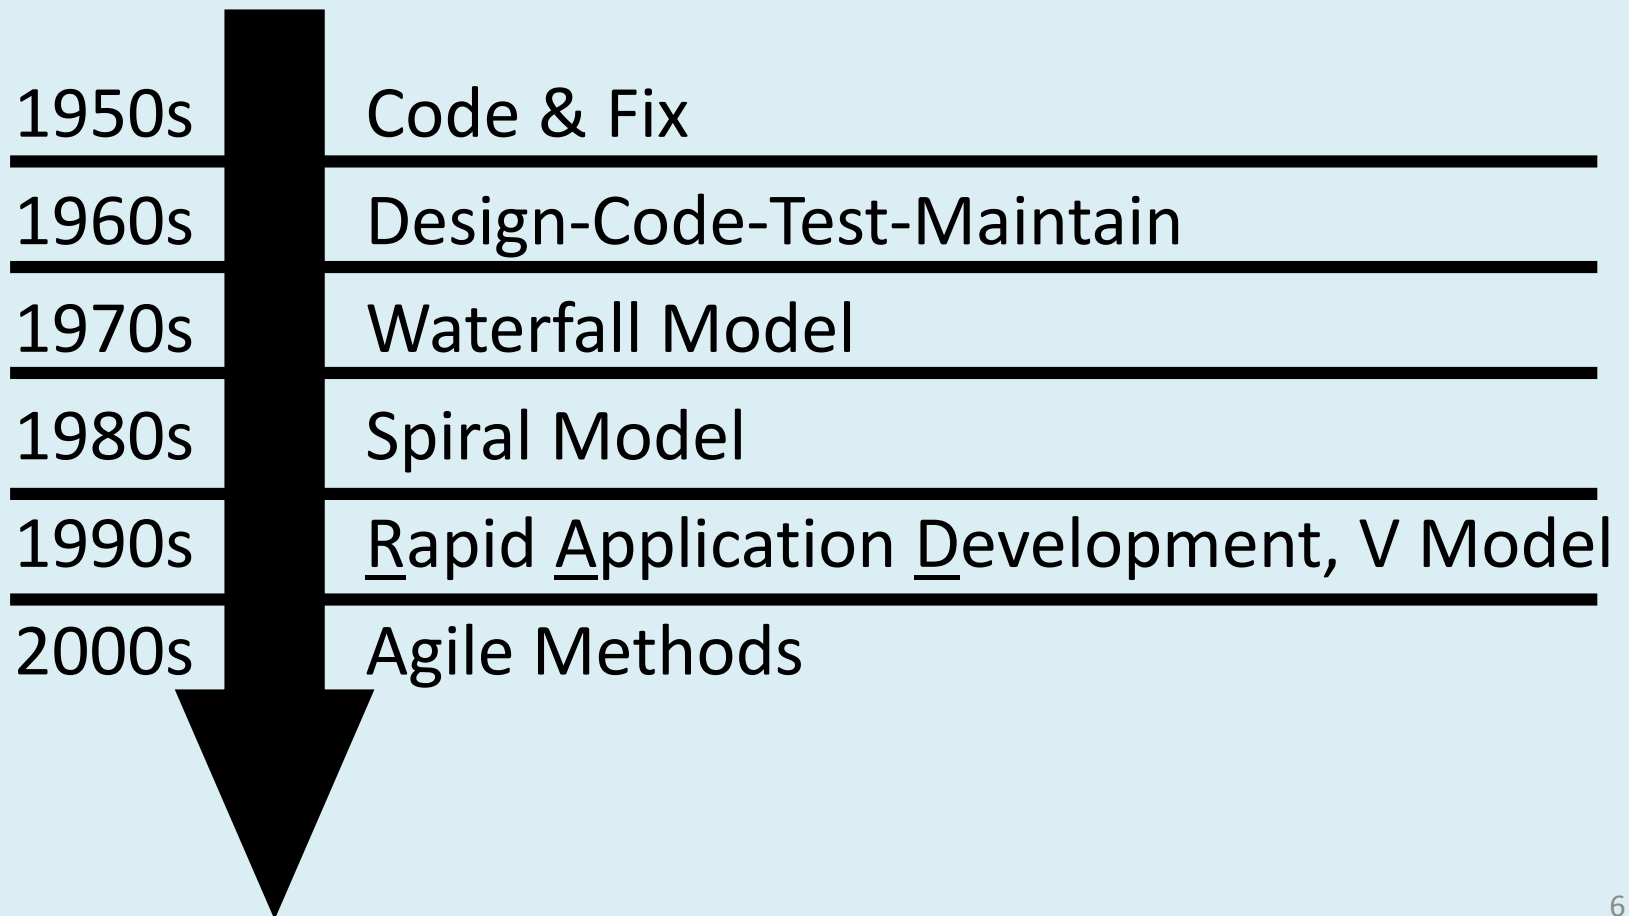 1950s Code & Fix
1960s Design-Code-Test-Maintain
1970s Waterfall Model
1980s Spiral Model
1990s Rapid Application Development, V Model
2000s Agile Methods
6